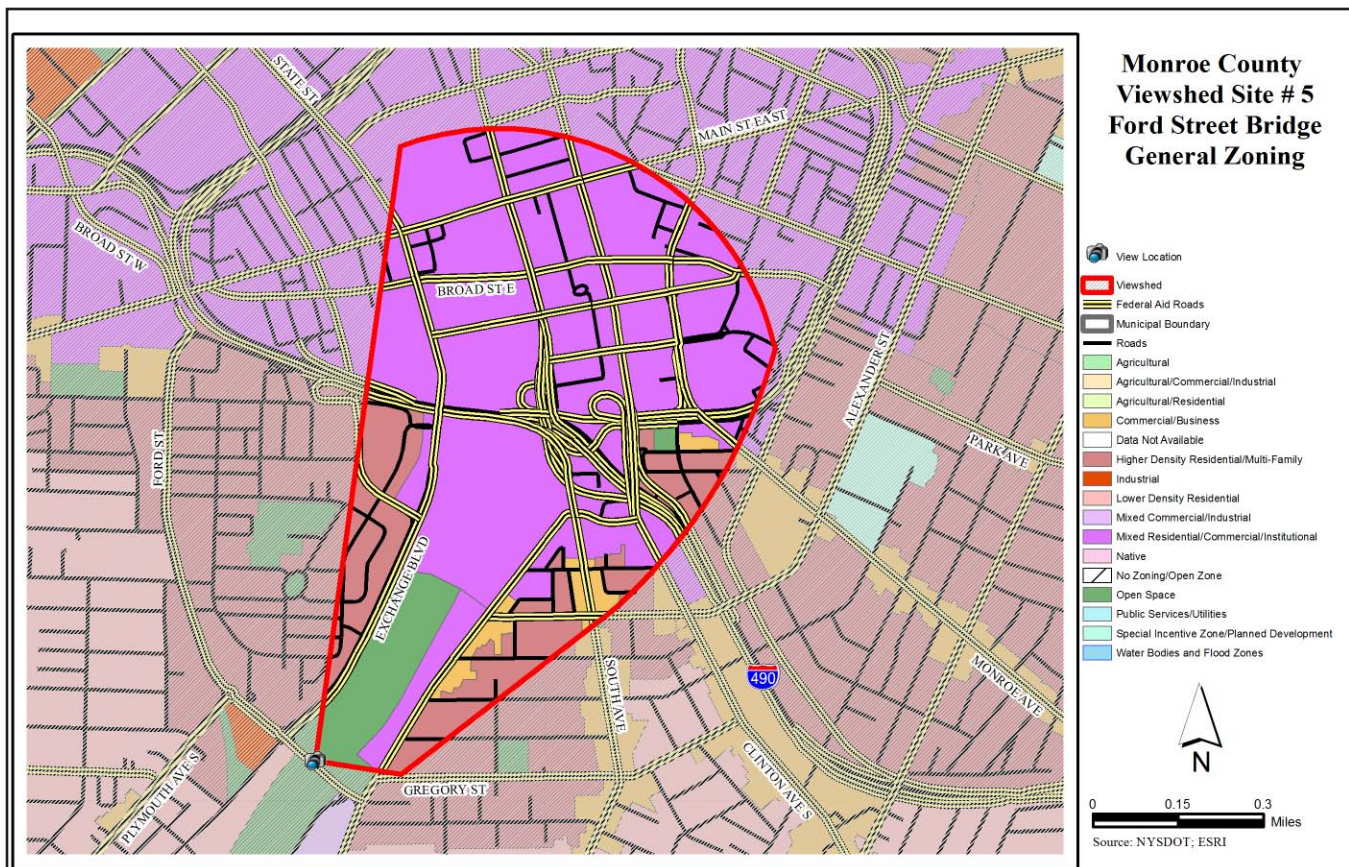 Monroe County
Viewshed Site # 5
Ford Street Bridge
General Zoning
STATE ST
MAIN ST EAST
BROAD ST W
BROAD ST E
ALEXANDER ST
FORD ST
PARK AVE
EXCHANGE BLVD
MONROE AVE
SOUTH AVE
490
CLINTON AVE S
PLYMOUTH AVE S
GREGORY ST
View Location
Viewshed
Federal Aid Roads
Municipal Boundary
Roads
Agricultural
Agricultural/Commercial/Industrial
Agricultural/Residential
Commercial/Business
Data Not Available
Higher Density Residential/Multi-Family
Industrial
Lower Density Residential
Mixed Commercial/Industrial
Mixed Residential/Commercial/Institutional
Native
No Zoning/Open Zone
Open Space
Public Services/Utilities
Special Incentive Zone/Planned Development
Water Bodies and Flood Zones
N
0 0.15 0.3
Miles
Source: NYSDOT; ESRI